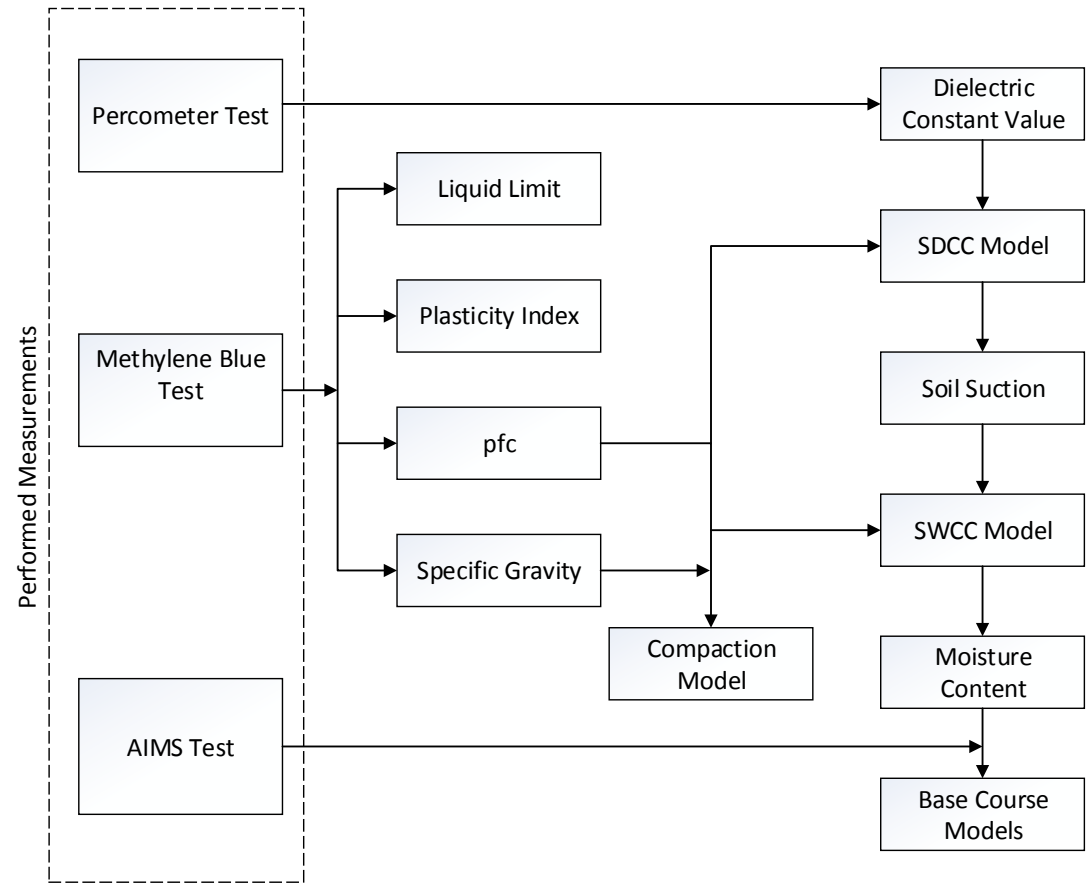 Performed Measurements
Percometer Test
Methylene Blue
Test
AIMS Test
Liquid Limit
Plasticity Index
pfc
Specific Gravity
Compaction
Model
Dielectric
Constant Value
SDCC Model
Soil Suction
SWCC Model
Moisture
Content
Base Course
Models